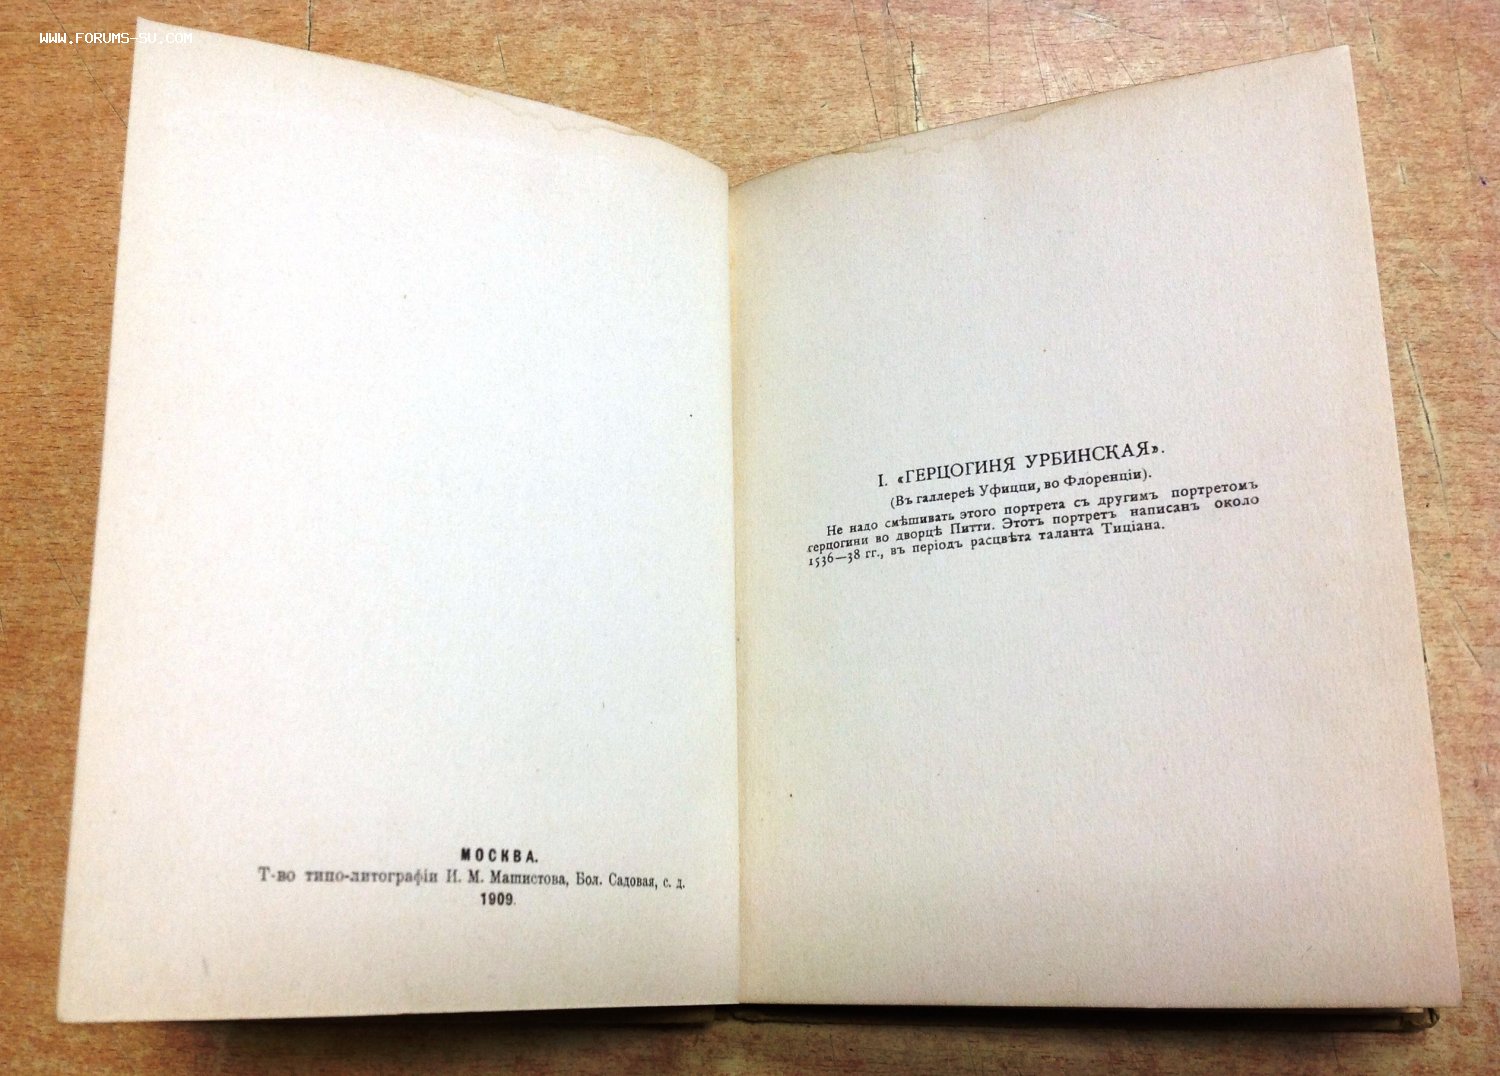 WWW.FORUMS-SU.COM
МОСКВА.
Т-во типо-литографіи И. М. Машистова, Бол. Садовая, с. д.
1909.
I. «ГЕРЦОГИНЯ УРБИНСКАЯ».
(Въ галлереѣ Уфицци, во Флоренціи).
Не надо смѣшивать этого портрета съ другимъ портретомъ
герцогини во дворцѣ Питти. Этотъ портретъ написанъ около
1536—38 гг., въ періодъ расцвѣта таланта Тиціана.